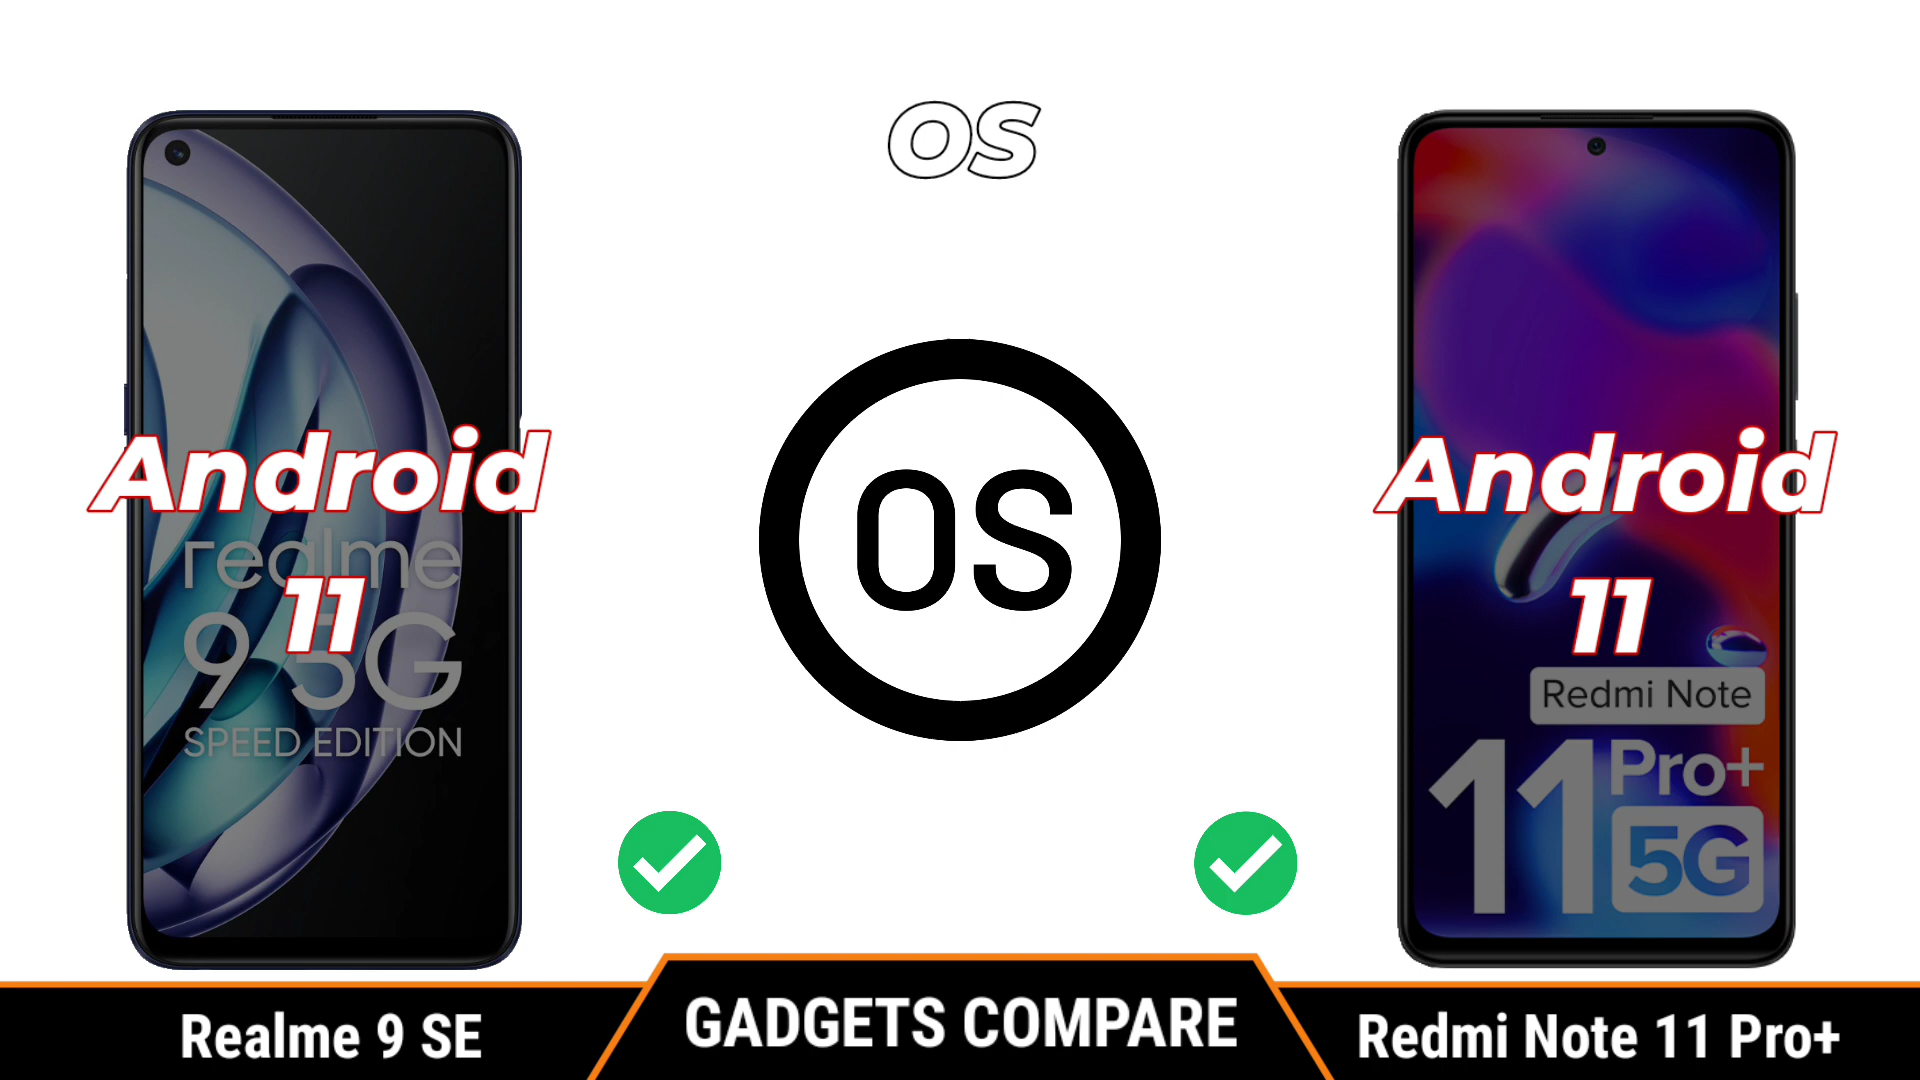 OS
Android
11
realme
9 5G
SPEED EDITION
OS
Android
11
Redmi Note
11 Pro+
5G
Realme 9 SE
GADGETS COMPARE
Redmi Note 11 Pro+